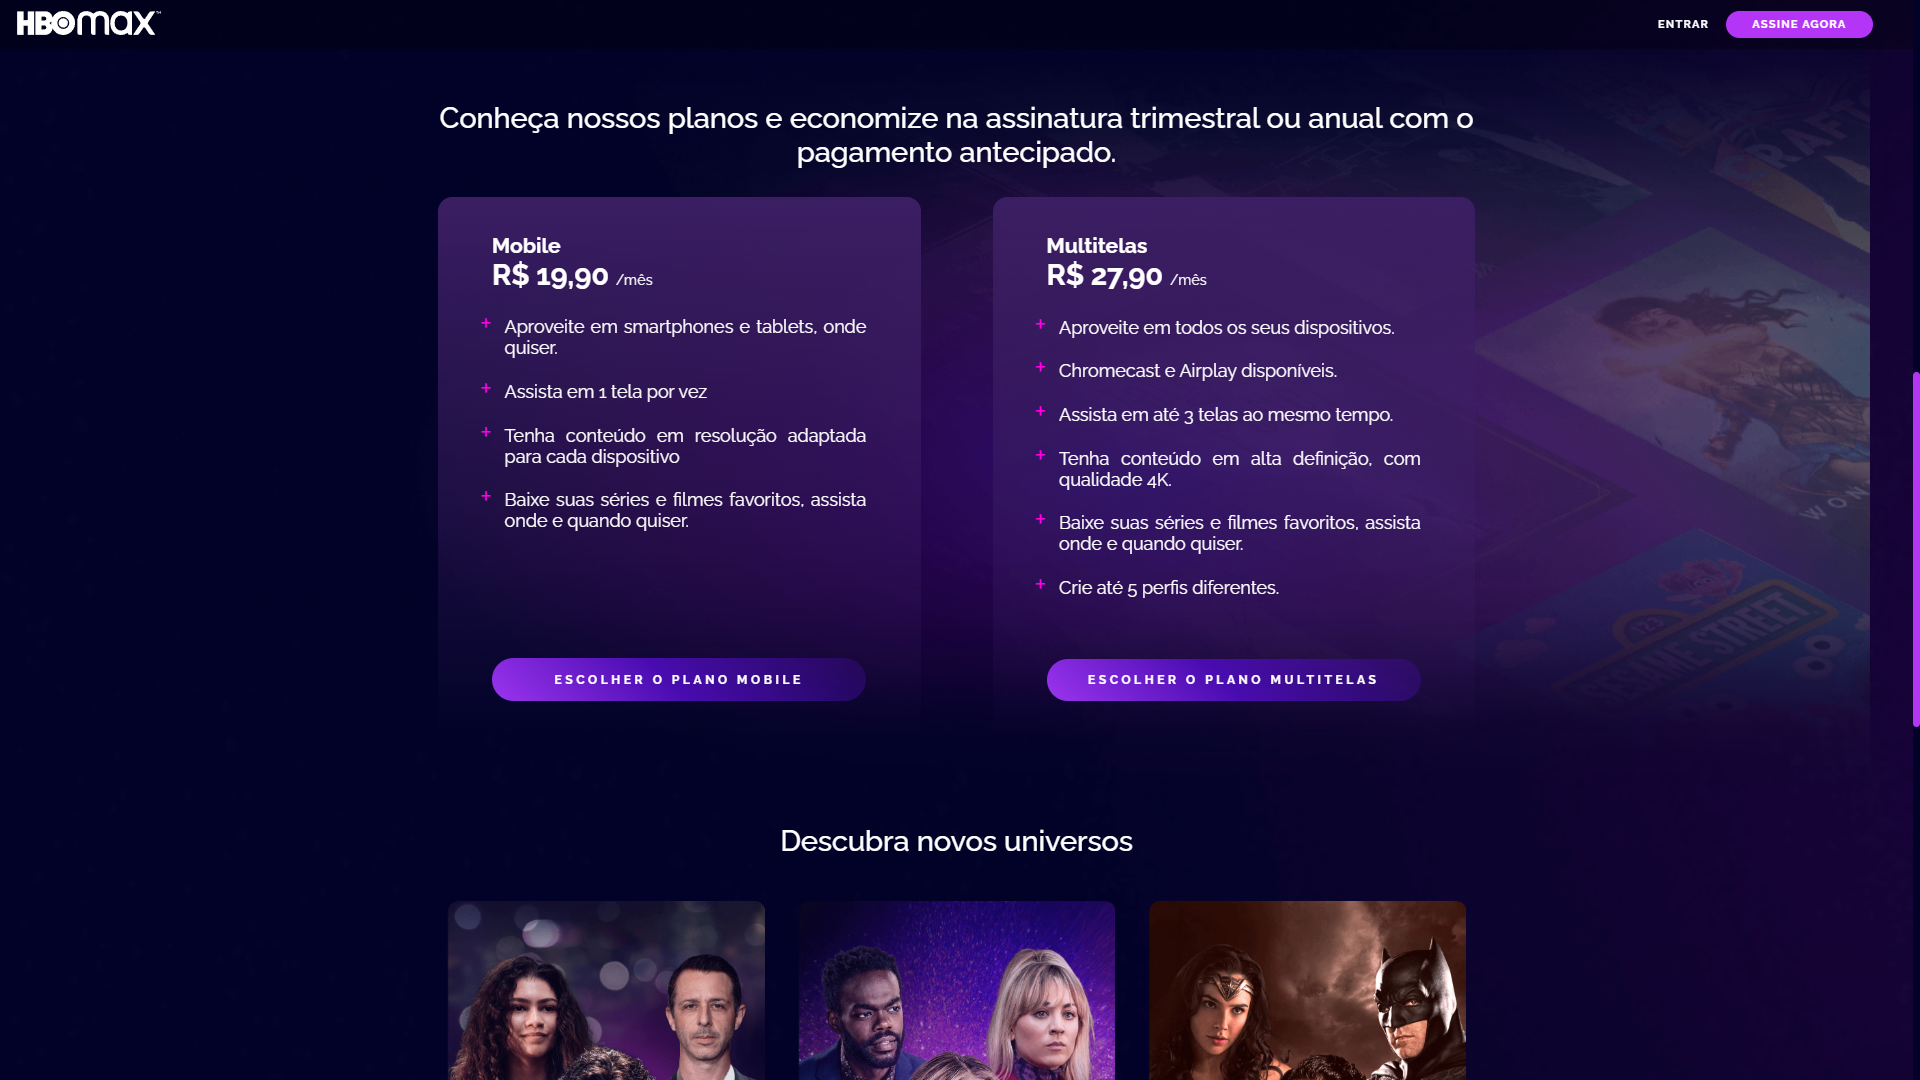 HBOmax™
ENTRAR
ASSINE AGORA
Conheça nossos planos e economize na assinatura trimestral ou anual com o
pagamento antecipado.
Mobile
R$ 19,90 /mês
+ Aproveite em smartphones e tablets, onde
quiser.
+ Assista em 1 tela por vez
+ Tenha conteúdo em resolução adaptada
para cada dispositivo
+ Baixe suas séries e filmes favoritos, assista
onde e quando quiser.
ESCOLHER O PLANO MOBILE
Multitelas
R$ 27,90 /mês
+ Aproveite em todos os seus dispositivos.
+ Chromecast e Airplay disponíveis.
+ Assista em até 3 telas ao mesmo tempo.
+ Tenha conteúdo em alta definição, com
qualidade 4K.
+ Baixe suas séries e filmes favoritos, assista
onde e quando quiser.
+ Crie até 5 perfis diferentes.
ESCOLHER O PLANO MULTITELAS
123
SESAME STREET
Descubra novos universos